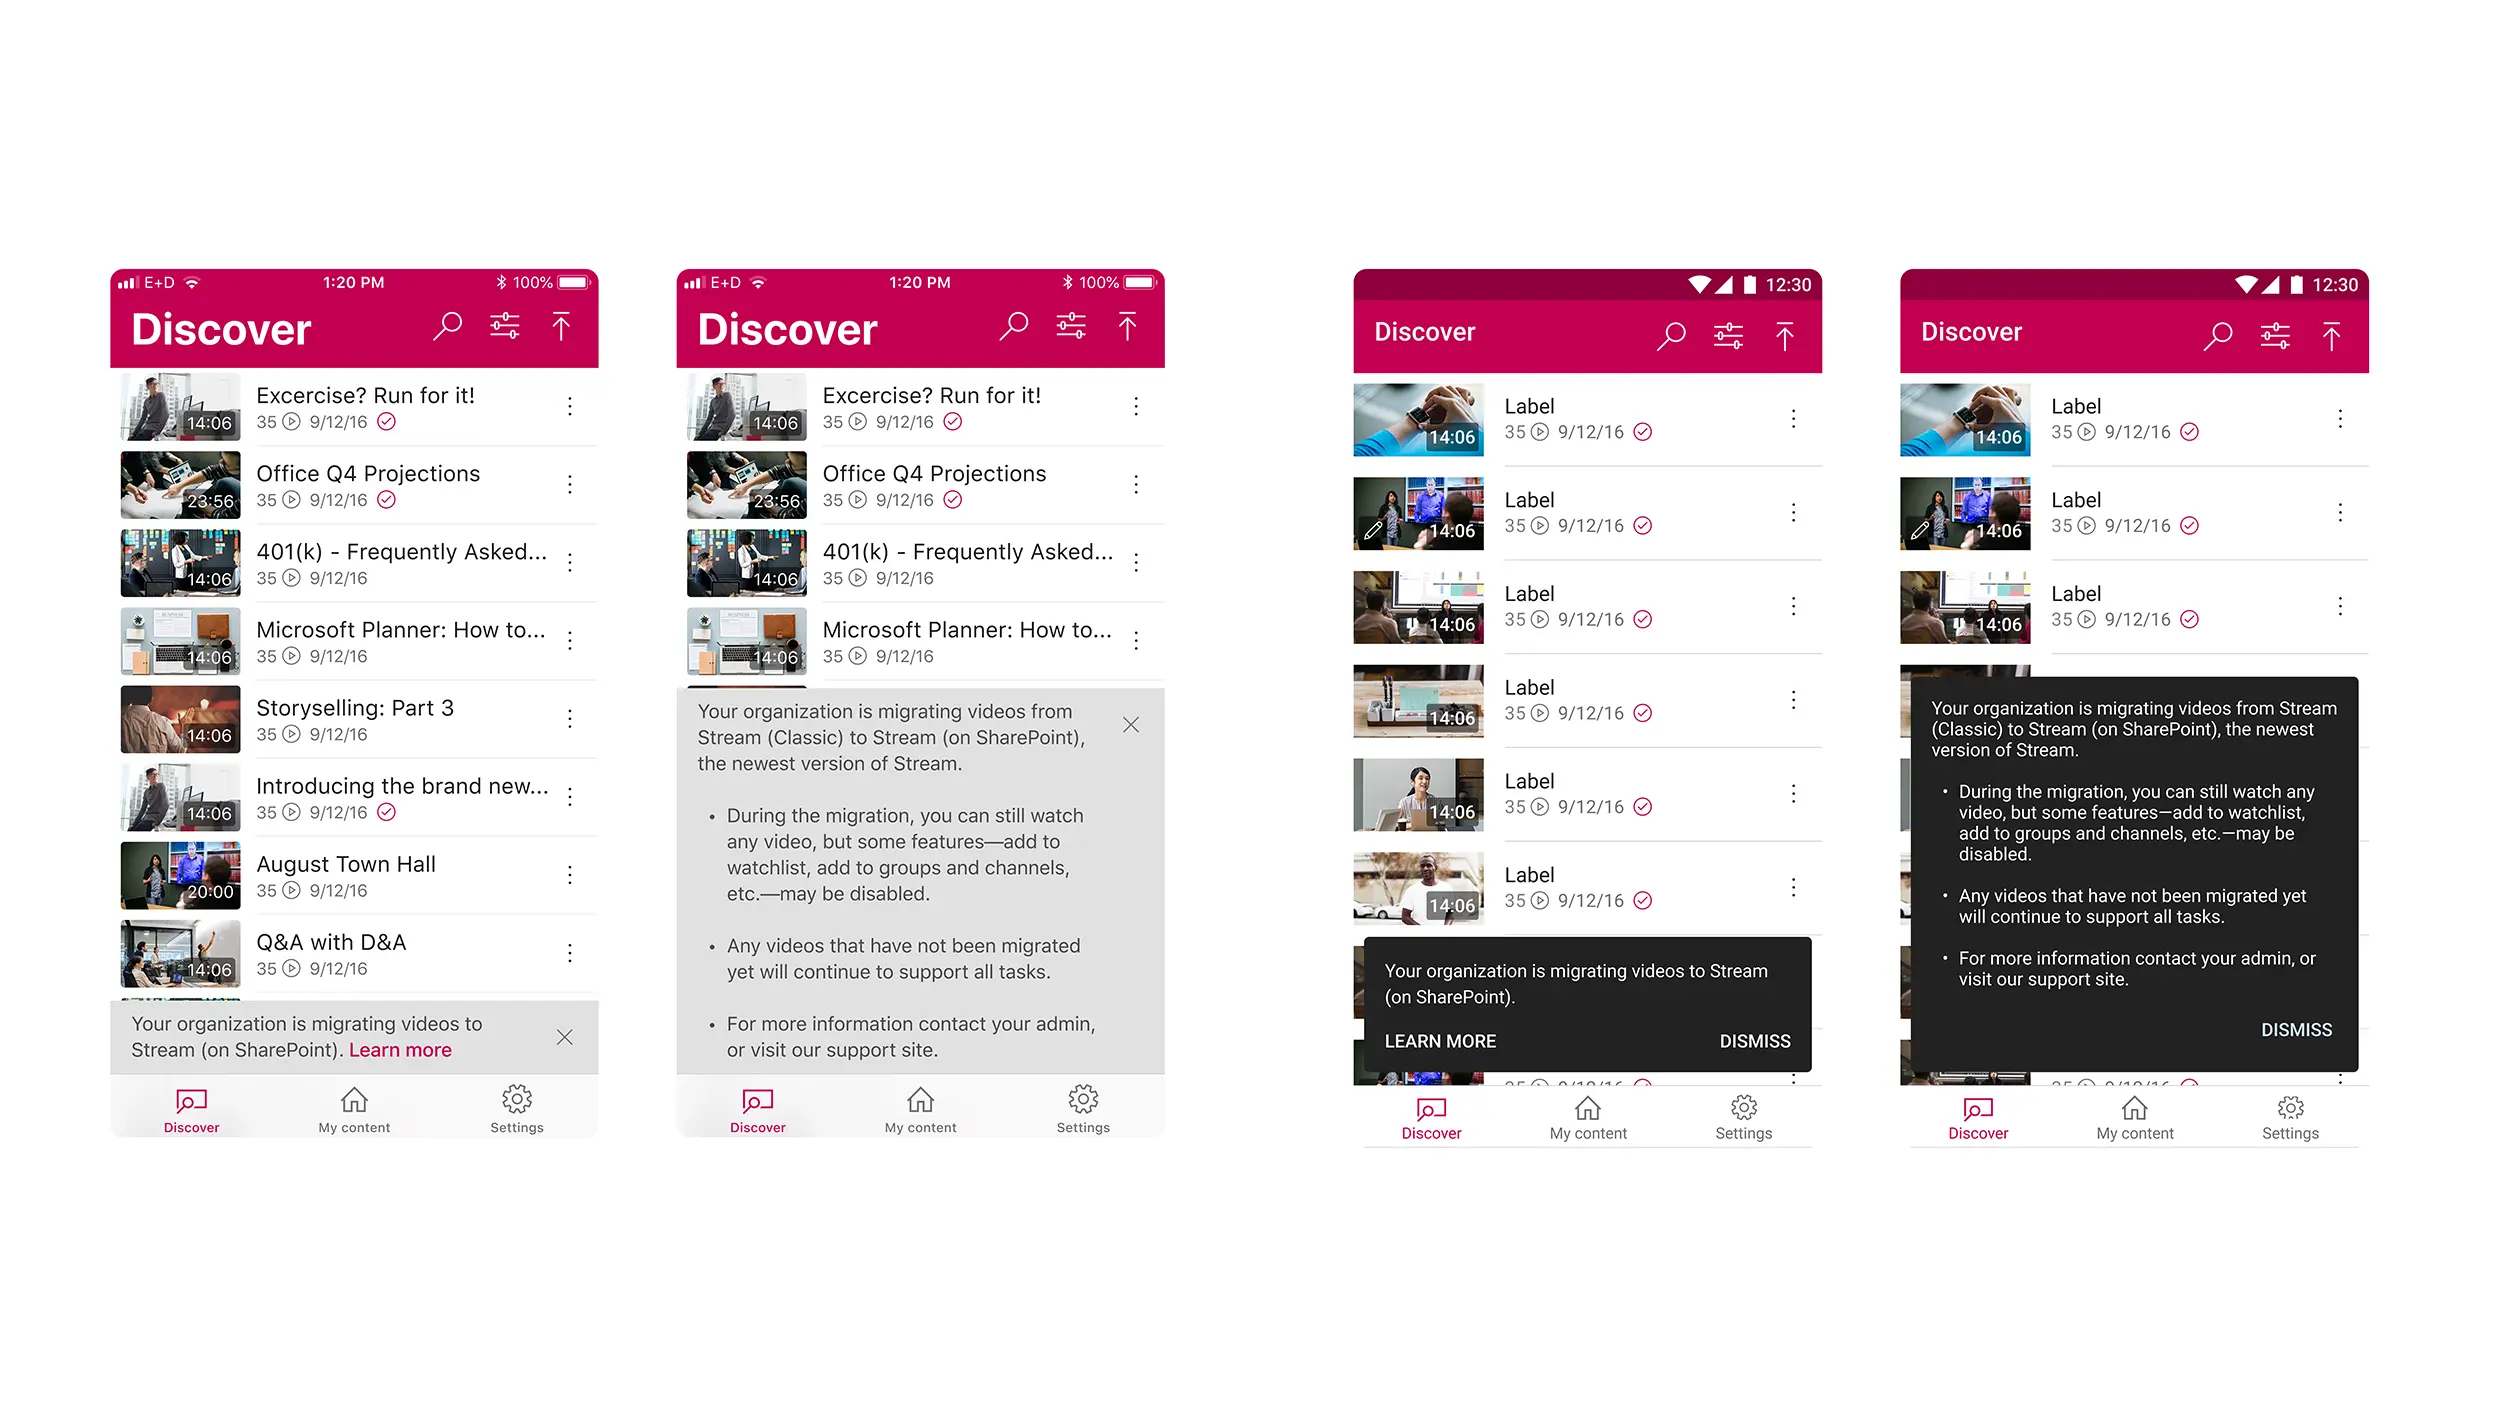 E+D 1:20 PM 100%
Discover
14:06
Excercise? Run for it!
35 9/12/16
23:56
Office Q4 Projections
35 9/12/16
14:06
401(k) - Frequently Asked...
35 9/12/16
14:06
Microsoft Planner: How to...
35 9/12/16
14:06
Storyselling: Part 3
35 9/12/16
14:06
Introducing the brand new...
35 9/12/16
20:00
August Town Hall
35 9/12/16
14:06
Q&A with D&A
35 9/12/16
Your organization is migrating videos to
Stream (on SharePoint). Learn more
Discover My content Settings
E+D 1:20 PM 100%
Discover
14:06
Excercise? Run for it!
35 9/12/16
23:56
Office Q4 Projections
35 9/12/16
14:06
401(k) - Frequently Asked...
35 9/12/16
14:06
Microsoft Planner: How to...
35 9/12/16
Your organization is migrating videos from
Stream (Classic) to Stream (on SharePoint),
the newest version of Stream.
• During the migration, you can still watch
any video, but some features—add to
watchlist, add to groups and channels,
etc.—may be disabled.
• Any videos that have not been migrated
yet will continue to support all tasks.
• For more information contact your admin,
or visit our support site.
Discover My content Settings
12:30
Discover
14:06
Label
35 9/12/16
14:06
Label
35 9/12/16
14:06
Label
35 9/12/16
14:06
Label
35 9/12/16
14:06
Label
35 9/12/16
14:06
Label
35 9/12/16
Your organization is migrating videos to Stream
(on SharePoint).
LEARN MORE DISMISS
35 9/12/16
Discover My content Settings
12:30
Discover
14:06
Label
35 9/12/16
14:06
Label
35 9/12/16
14:06
Label
35 9/12/16
Your organization is migrating videos from Stream
(Classic) to Stream (on SharePoint), the newest
version of Stream.
• During the migration, you can still watch any
video, but some features—add to watchlist,
add to groups and channels, etc.—may be
disabled.
• Any videos that have not been migrated yet
will continue to support all tasks.
• For more information contact your admin, or
visit our support site.
DISMISS
35 9/12/16
Discover My content Settings